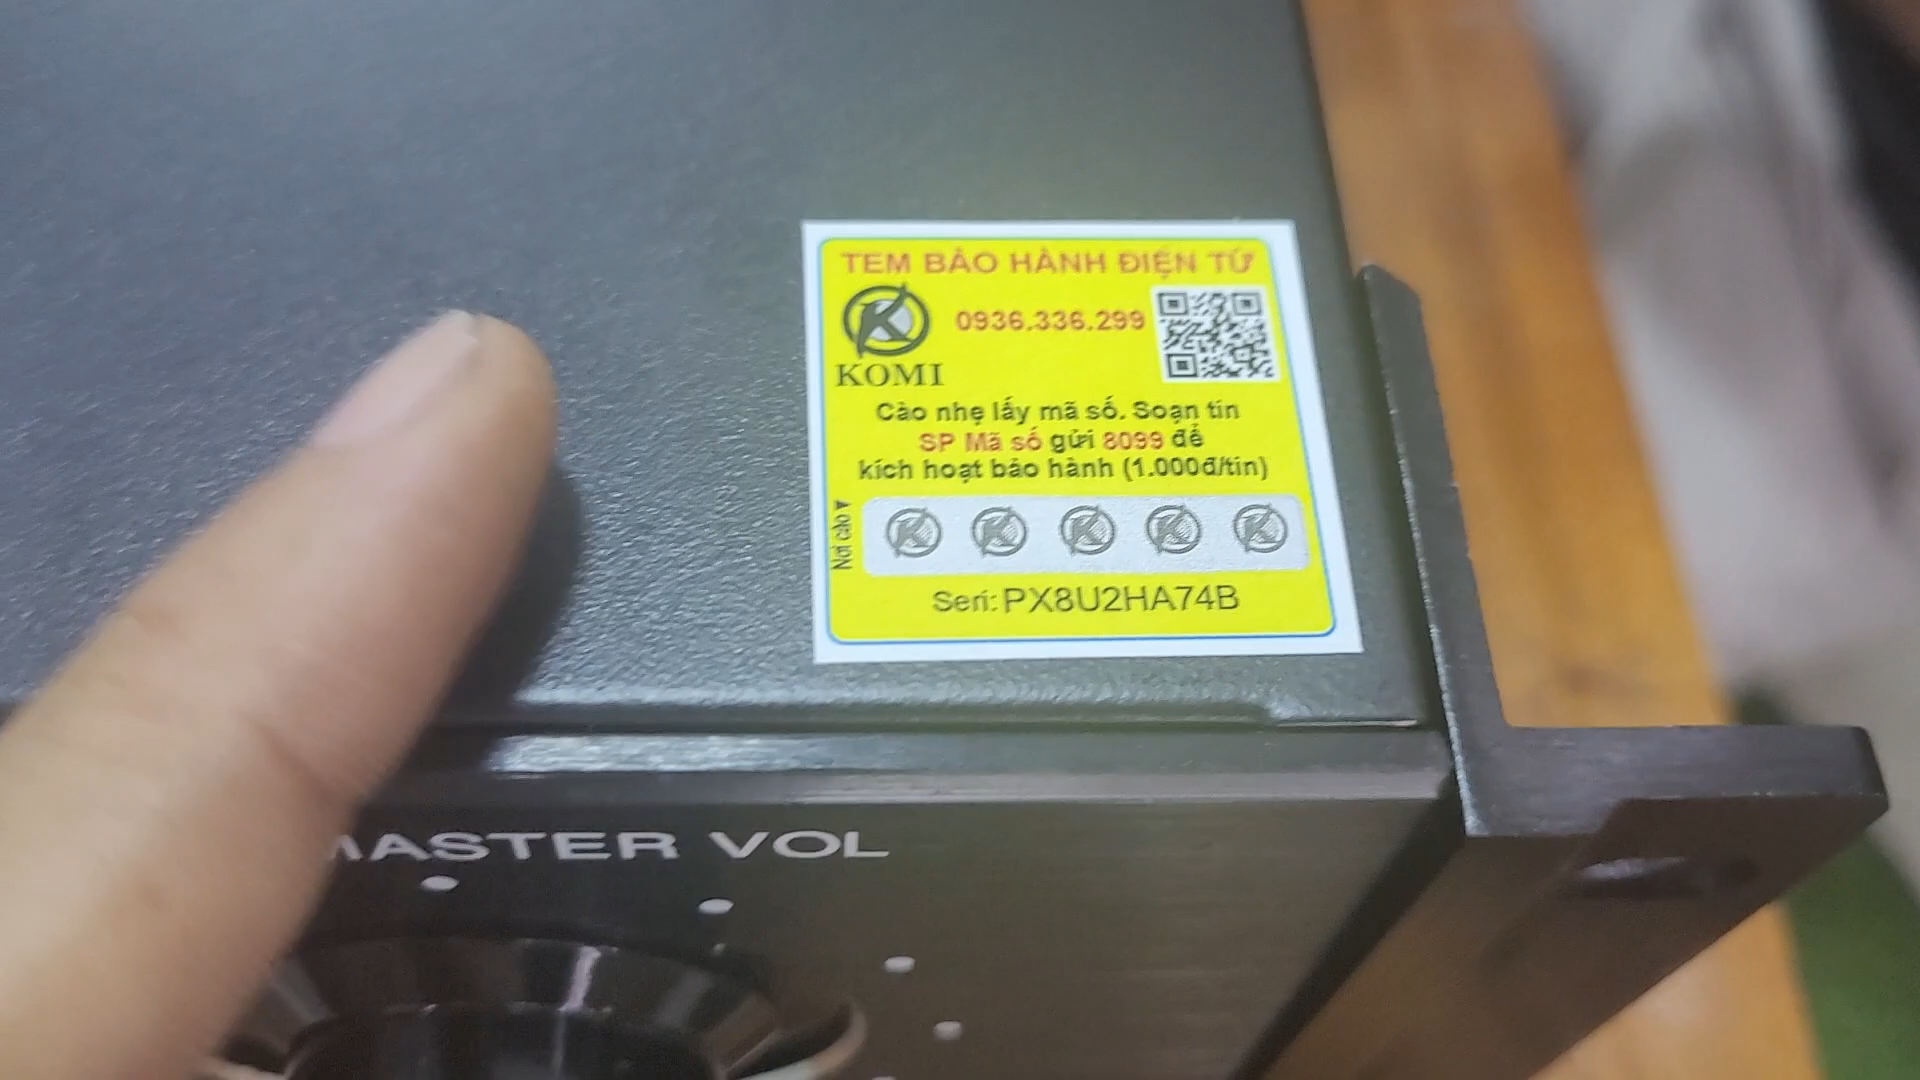 TEM BẢO HÀNH ĐIỆN TỬ
0936.336.299
KOMI
Cào nhẹ lấy mã số. Soạn tin
SP Mã số gửi 8099 để
kích hoạt bảo hành (1.000đ/tin)
Nơi cào▼
Seri: PX8U2HA74B
MASTER VOL